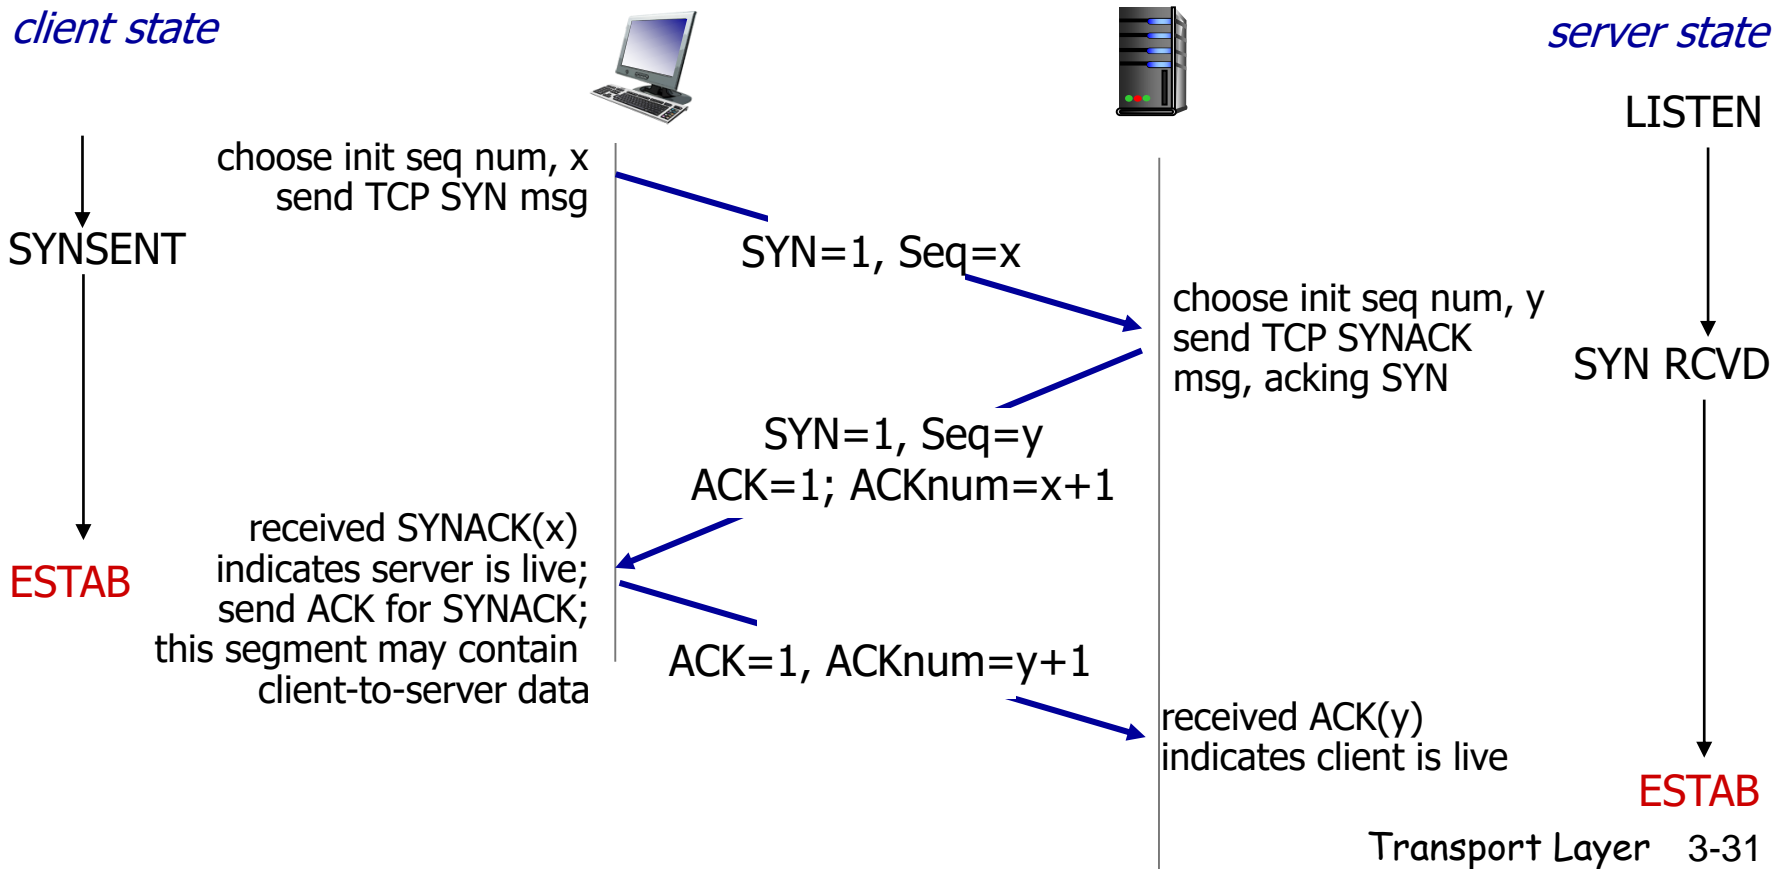 client state
server state
LISTEN
choose init seq num, x
send TCP SYN msg
SYNSENT
SYN=1, Seq=x
choose init seq num, y
send TCP SYNACK
msg, acking SYN
SYN RCVD
SYN=1, Seq=y
ACK=1; ACKnum=x+1
received SYNACK(x)
indicates server is live;
send ACK for SYNACK;
this segment may contain
client-to-server data
ESTAB
ACK=1, ACKnum=y+1
received ACK(y)
indicates client is live
ESTAB
Transport Layer 3-31